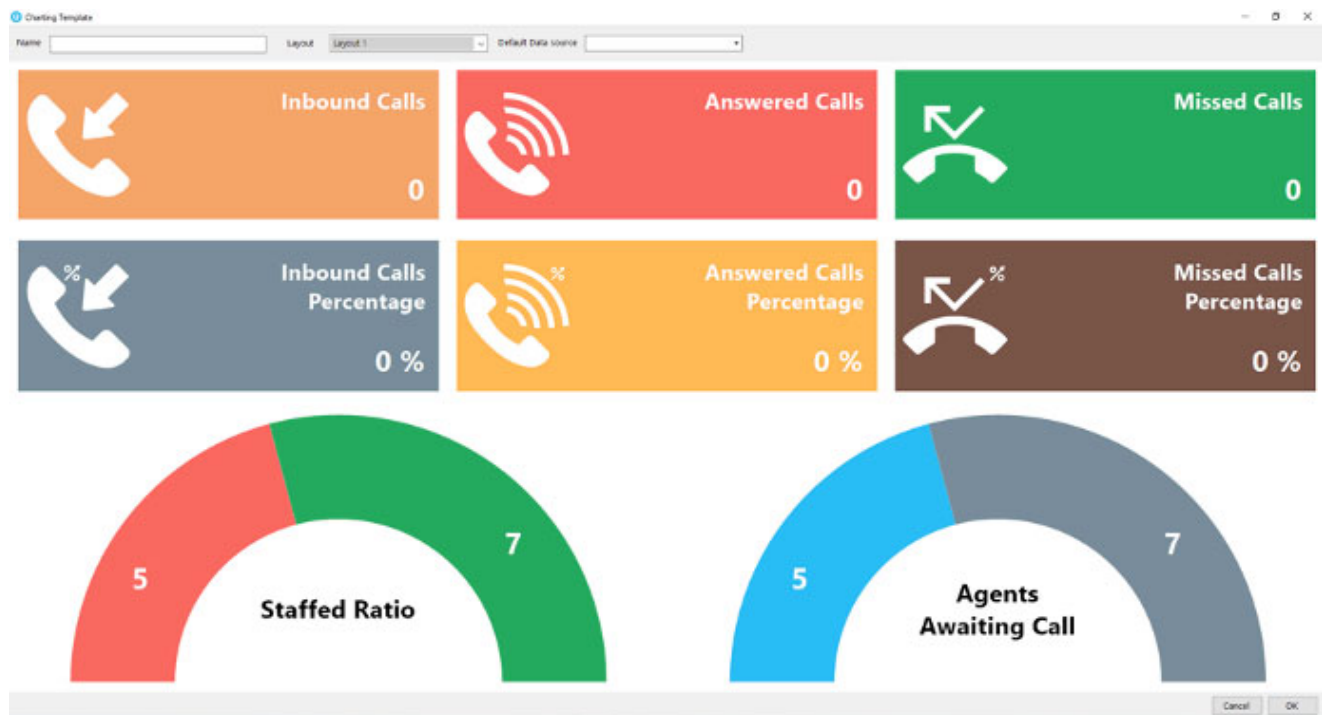 Charting Template
Name
Layout
Layout 1
Default Data source
Inbound Calls
0
Answered Calls
0
Missed Calls
0
%
Inbound Calls
Percentage
0 %
%
Answered Calls
Percentage
0 %
%
Missed Calls
Percentage
0 %
5
7
Staffed Ratio
5
7
Agents
Awaiting Call
Cancel
OK